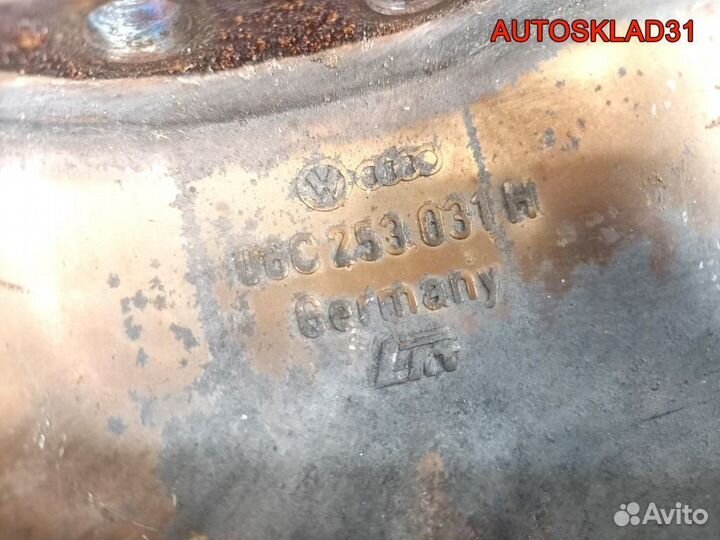 AUTOSKLAD31
06C 253 031 H
Germany
Avito